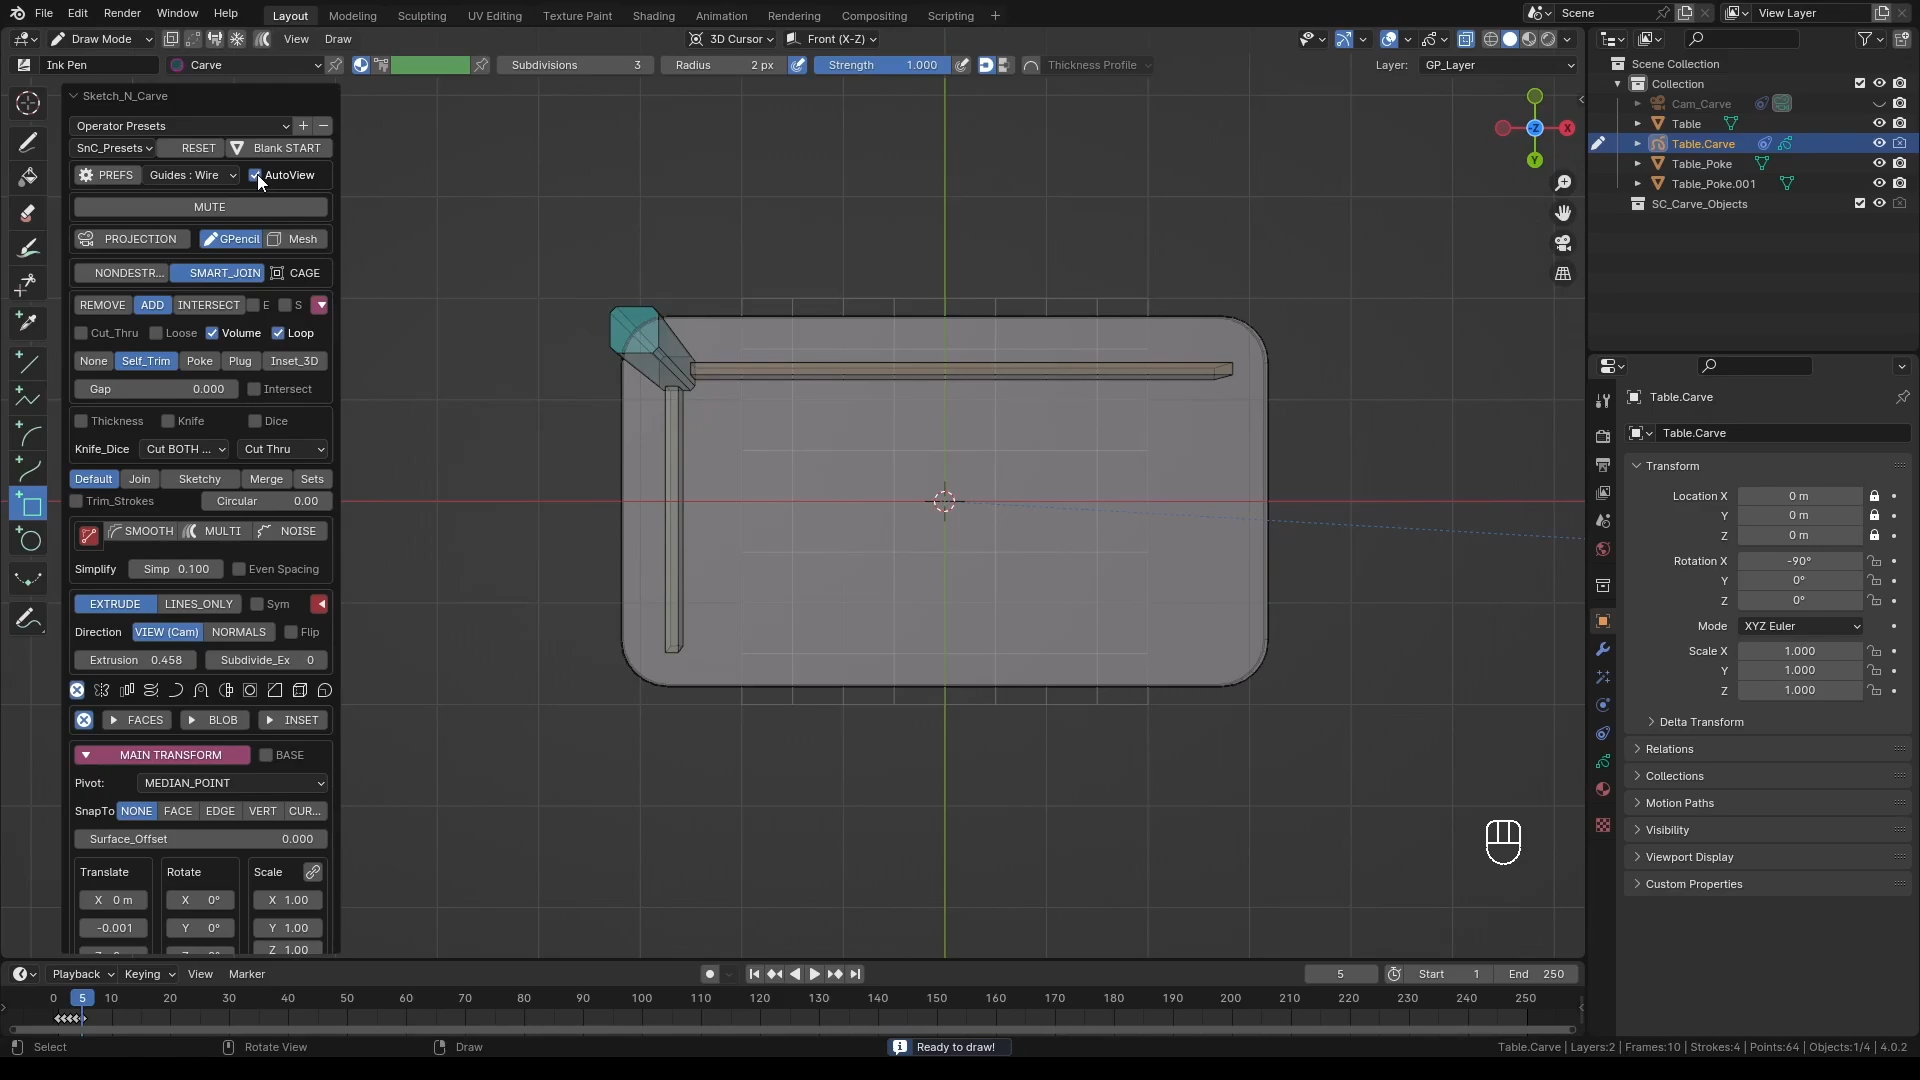 File Edit Render Window Help Layout Modeling Sculpting UV Editing Texture Paint Shading Animation Rendering Compositing Scripting + Scene View Layer
Draw Mode View Draw 3D Cursor Front (X-Z)
Ink Pen Carve Subdivisions 3 Radius 2 px Strength 1.000 Thickness Profile Layer: GP_Layer
Scene Collection
Collection
Cam_Carve
Table
Table.Carve
Table_Poke
Table_Poke.001
SC_Carve_Objects
Sketch_N_Carve
Operator Presets
SnC_Presets RESET Blank START
PREFS Guides : Wire AutoView
MUTE
PROJECTION GPencil Mesh
NONDESTR... SMART_JOIN CAGE
REMOVE ADD INTERSECT E S
Cut_Thru Loose Volume Loop
None Self_Trim Poke Plug Inset_3D
Gap 0.000 Intersect
Thickness Knife Dice
Knife_Dice Cut BOTH ... Cut Thru
Default Join Sketchy Merge Sets
Trim_Strokes Circular 0.00
SMOOTH MULTI NOISE
Simplify Simp 0.100 Even Spacing
EXTRUDE LINES_ONLY Sym
Direction VIEW (Cam) NORMALS Flip
Extrusion 0.458 Subdivide_Ex 0
FACES BLOB INSET
MAIN TRANSFORM BASE
Pivot: MEDIAN_POINT
SnapTo NONE FACE EDGE VERT CUR...
Surface_Offset 0.000
Translate Rotate Scale
X 0 m X 0° X 1.00
-0.001 Y 0° Y 1.00
Z 1.00
X
-Z
Y
Table.Carve
Table.Carve
Transform
Location X 0 m
Y 0 m
Z 0 m
Rotation X -90°
Y 0°
Z 0°
Mode XYZ Euler
Scale X 1.000
Y 1.000
Z 1.000
Delta Transform
Relations
Collections
Motion Paths
Visibility
Viewport Display
Custom Properties
Playback Keying View Marker 5 Start 1 End 250
0 5 10 20 30 40 50 60 70 80 90 100 110 120 130 140 150 160 170 180 190 200 210 220 230 240 250
Select Rotate View Draw Ready to draw! Table.Carve | Layers:2 | Frames:10 | Strokes:4 | Points:64 | Objects:1/4 | 4.0.2